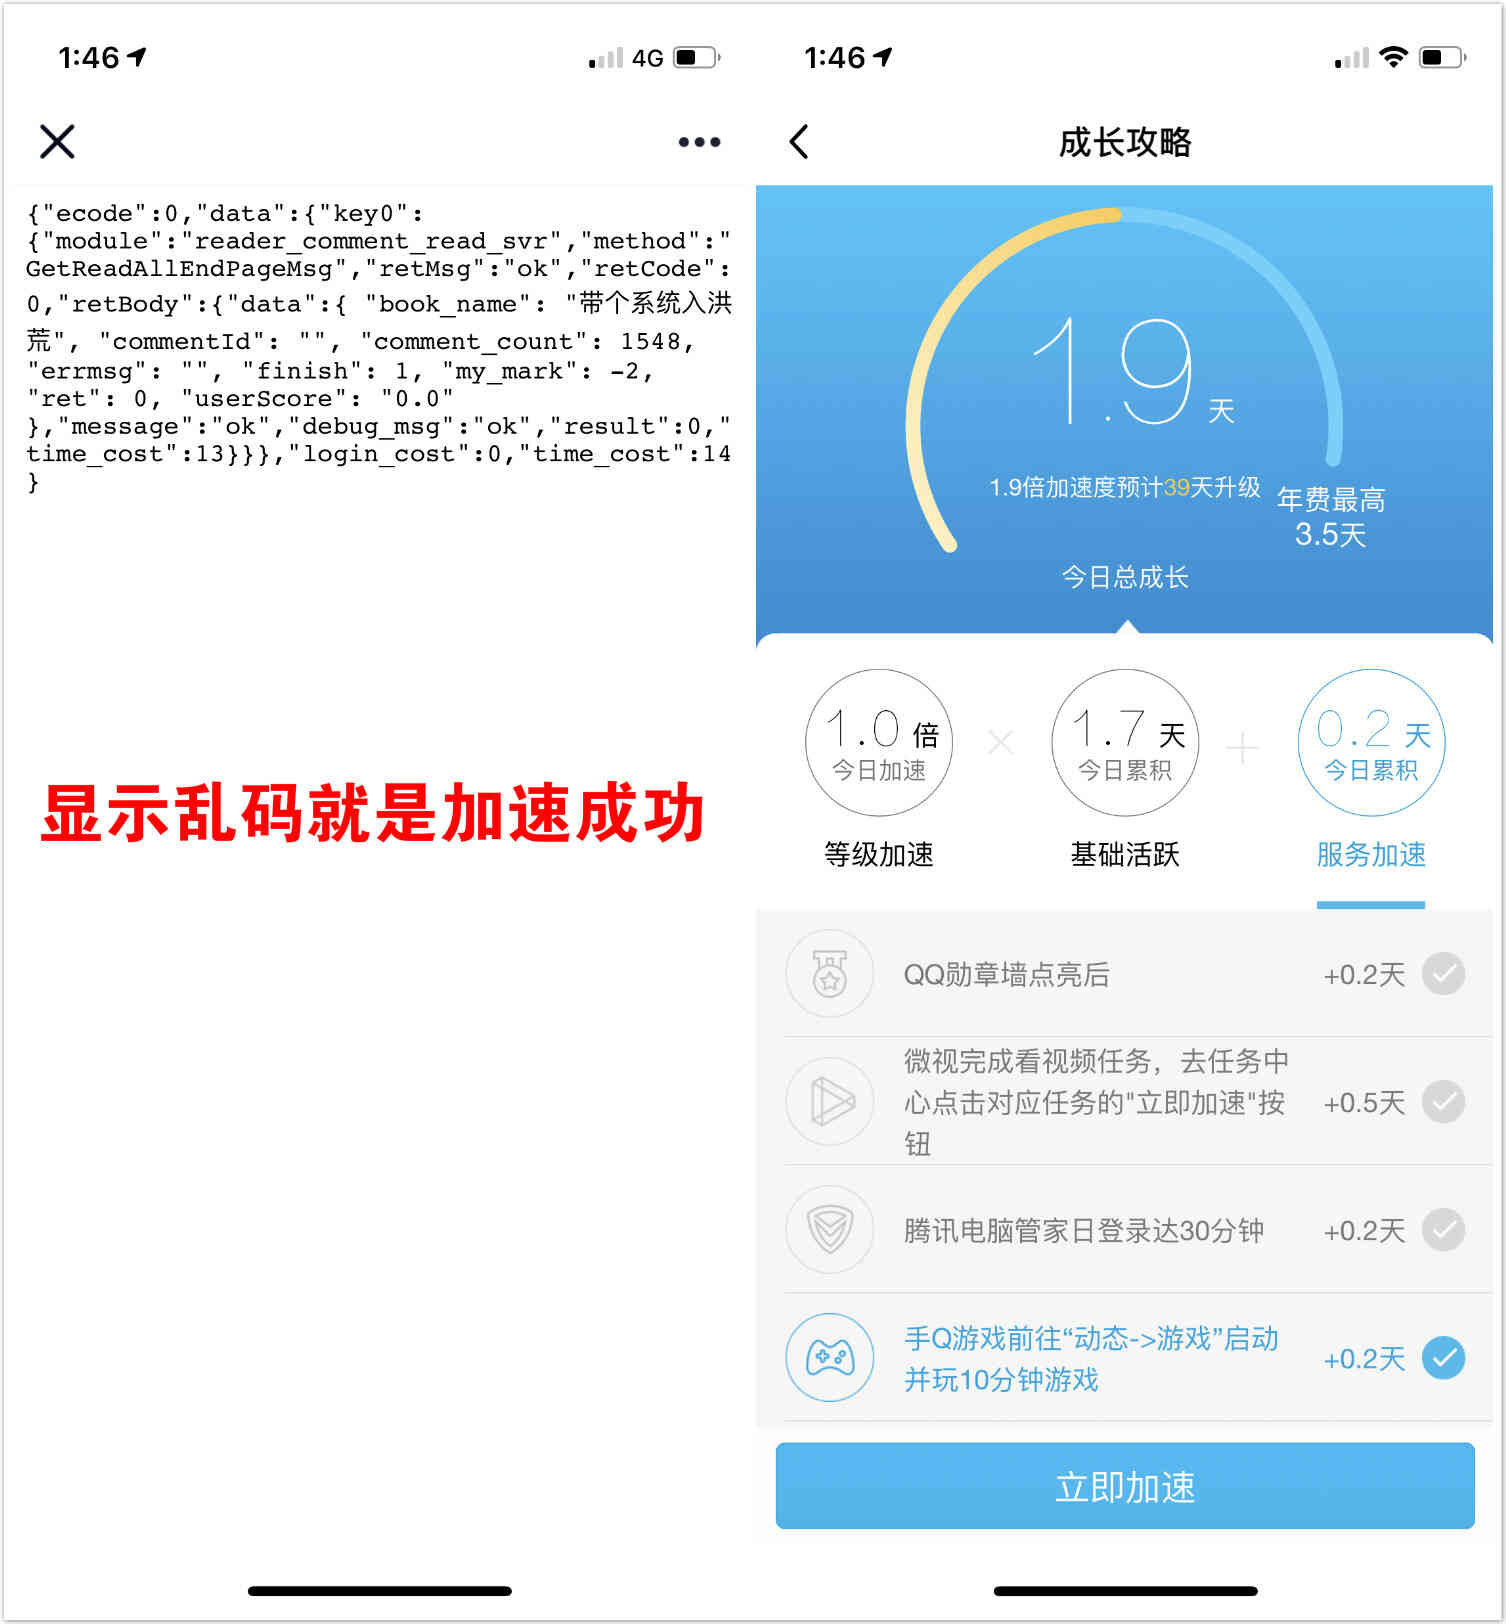 1:46
4G
{"ecode":0,"data":{"key0":
{"module":"reader_comment_read_svr","method":"
GetReadAllEndPageMsg","retMsg":"ok","retCode":
0,"retBody":{"data":{ "book_name": "带个系统入洪
荒", "commentId": "", "comment_count": 1548,
"errmsg": "", "finish": 1, "my_mark": -2,
"ret": 0, "userScore": "0.0"
},"message":"ok","debug_msg":"ok","result":0,"
time_cost":13}}},"login_cost":0,"time_cost":14
}
显示乱码就是加速成功
1:46
成长攻略
1.9 天
1.9倍加速度预计39天升级
年费最高
3.5天
今日总成长
1.0 倍
今日加速
等级加速
1.7 天
今日累积
基础活跃
0.2 天
今日累积
服务加速
QQ勋章墙点亮后
+0.2天
微视完成看视频任务，去任务中
心点击对应任务的"立即加速"按
钮
+0.5天
腾讯电脑管家日登录达30分钟
+0.2天
手Q游戏前往“动态->游戏”启动
并玩10分钟游戏
+0.2天
立即加速